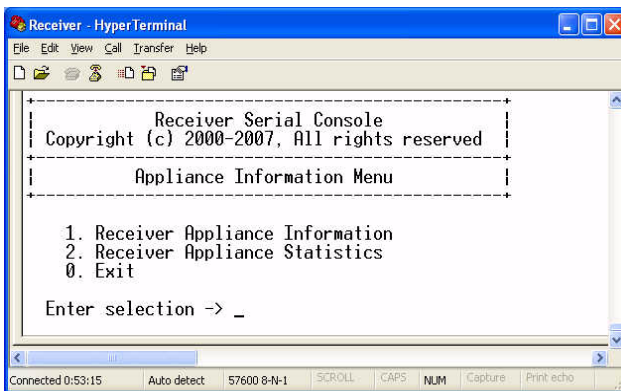 Receiver - HyperTerminal
File Edit View Call Transfer Help
Receiver Serial Console
Copyright (c) 2000-2007, All rights reserved
Appliance Information Menu
1. Receiver Appliance Information
2. Receiver Appliance Statistics
0. Exit
Enter selection -> _
Connected 0:53:15 Auto detect 57600 8-N-1 SCROLL CAPS NUM Capture Print echo